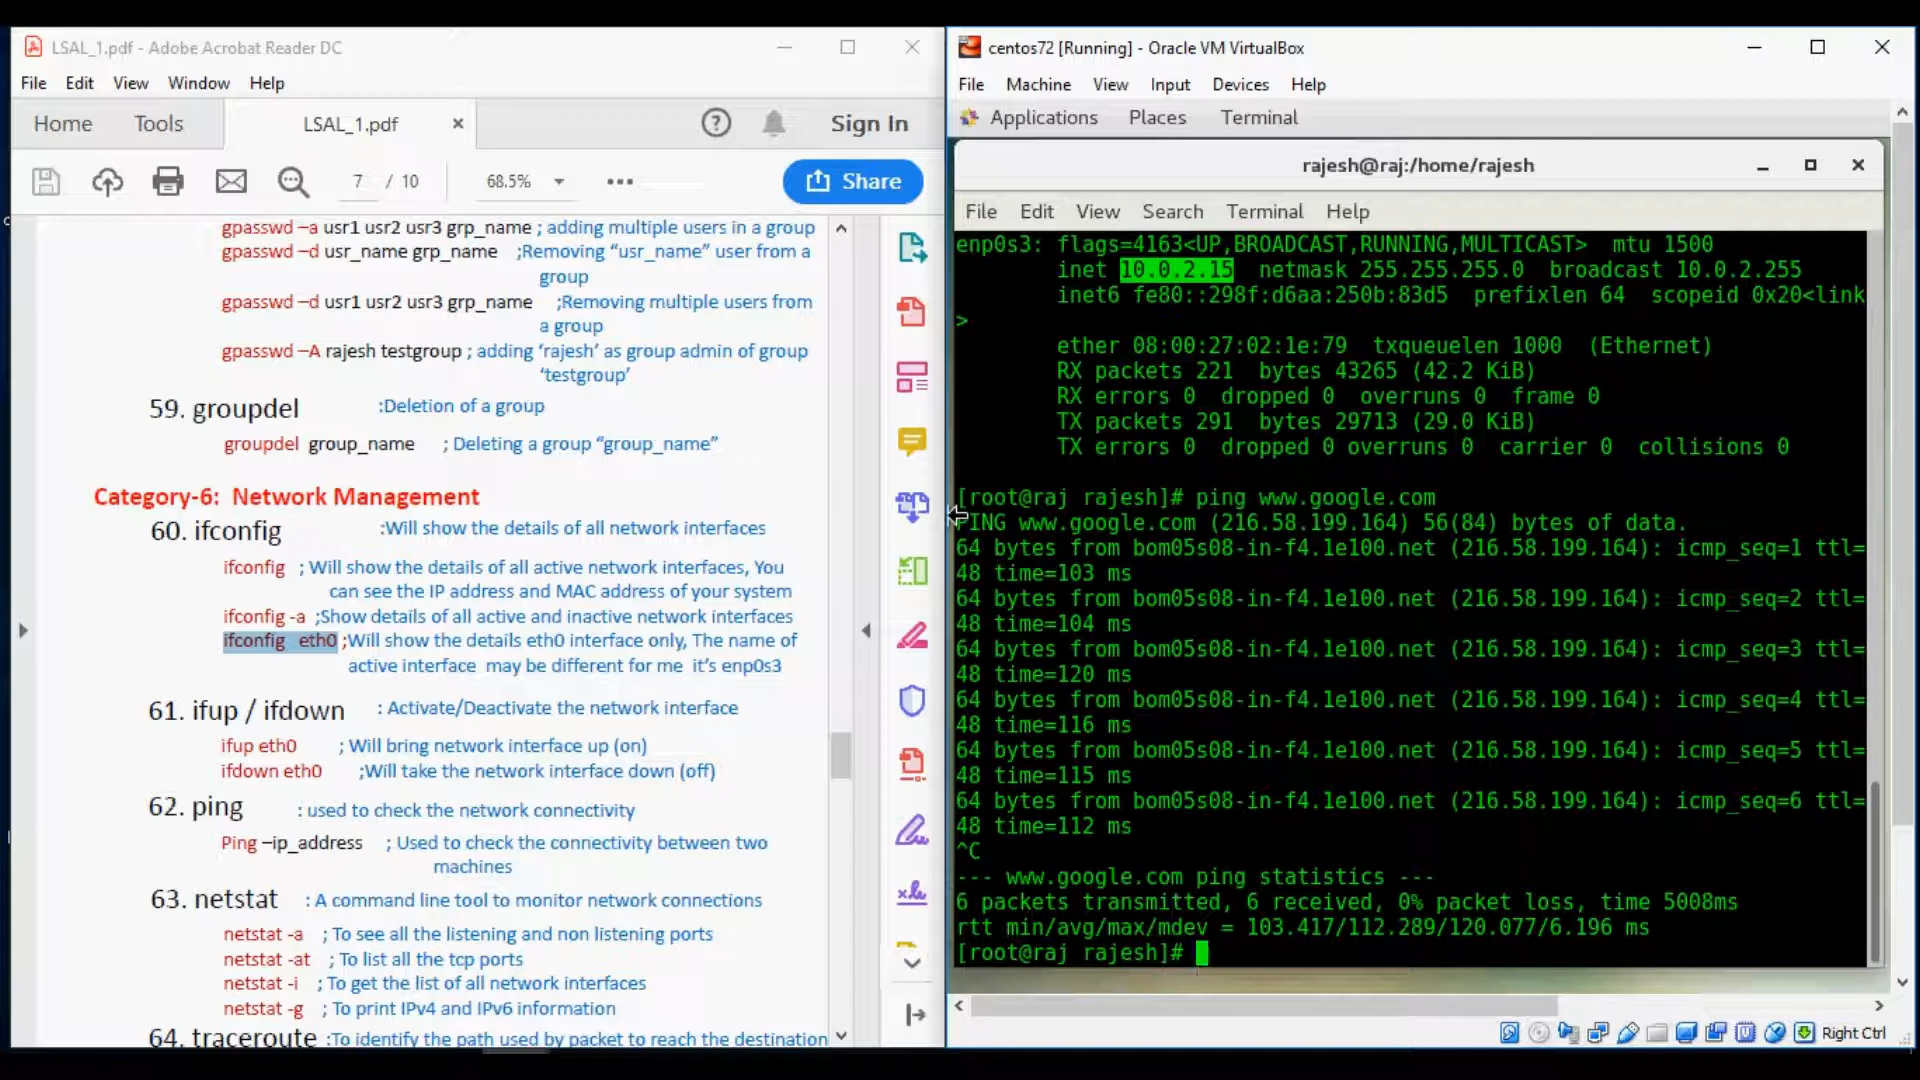 LSAL_1.pdf - Adobe Acrobat Reader DC
File Edit View Window Help
Home Tools LSAL_1.pdf Sign In
7 / 10 68.5% Share
gpasswd –a usr1 usr2 usr3 grp_name ; adding multiple users in a group
gpasswd –d usr_name grp_name ;Removing “usr_name” user from a
group
gpasswd –d usr1 usr2 usr3 grp_name ;Removing multiple users from
a group
gpasswd –A rajesh testgroup ; adding ‘rajesh’ as group admin of group
‘testgroup’
59. groupdel :Deletion of a group
groupdel group_name ; Deleting a group “group_name”
Category-6: Network Management
60. ifconfig :Will show the details of all network interfaces
ifconfig ; Will show the details of all active network interfaces, You
can see the IP address and MAC address of your system
ifconfig -a ;Show details of all active and inactive network interfaces
ifconfig eth0 ;Will show the details eth0 interface only, The name of
active interface may be different for me it’s enp0s3
61. ifup / ifdown : Activate/Deactivate the network interface
ifup eth0 ; Will bring network interface up (on)
ifdown eth0 ;Will take the network interface down (off)
62. ping : used to check the network connectivity
Ping –ip_address ; Used to check the connectivity between two
machines
63. netstat : A command line tool to monitor network connections
netstat -a ; To see all the listening and non listening ports
netstat -at ; To list all the tcp ports
netstat -i ; To get the list of all network interfaces
netstat -g ; To print IPv4 and IPv6 information
64. traceroute :To identify the path used by packet to reach the destination
centos72 [Running] - Oracle VM VirtualBox
File Machine View Input Devices Help
Applications Places Terminal
rajesh@raj:/home/rajesh
File Edit View Search Terminal Help
enp0s3: flags=4163<UP,BROADCAST,RUNNING,MULTICAST> mtu 1500
inet 10.0.2.15 netmask 255.255.255.0 broadcast 10.0.2.255
inet6 fe80::298f:d6aa:250b:83d5 prefixlen 64 scopeid 0x20<link
>
ether 08:00:27:02:1e:79 txqueuelen 1000 (Ethernet)
RX packets 221 bytes 43265 (42.2 KiB)
RX errors 0 dropped 0 overruns 0 frame 0
TX packets 291 bytes 29713 (29.0 KiB)
TX errors 0 dropped 0 overruns 0 carrier 0 collisions 0
[root@raj rajesh]# ping www.google.com
PING www.google.com (216.58.199.164) 56(84) bytes of data.
64 bytes from bom05s08-in-f4.1e100.net (216.58.199.164): icmp_seq=1 ttl=
48 time=103 ms
64 bytes from bom05s08-in-f4.1e100.net (216.58.199.164): icmp_seq=2 ttl=
48 time=104 ms
64 bytes from bom05s08-in-f4.1e100.net (216.58.199.164): icmp_seq=3 ttl=
48 time=120 ms
64 bytes from bom05s08-in-f4.1e100.net (216.58.199.164): icmp_seq=4 ttl=
48 time=116 ms
64 bytes from bom05s08-in-f4.1e100.net (216.58.199.164): icmp_seq=5 ttl=
48 time=115 ms
64 bytes from bom05s08-in-f4.1e100.net (216.58.199.164): icmp_seq=6 ttl=
48 time=112 ms
^C
--- www.google.com ping statistics ---
6 packets transmitted, 6 received, 0% packet loss, time 5008ms
rtt min/avg/max/mdev = 103.417/112.289/120.077/6.196 ms
[root@raj rajesh]#
Right Ctrl